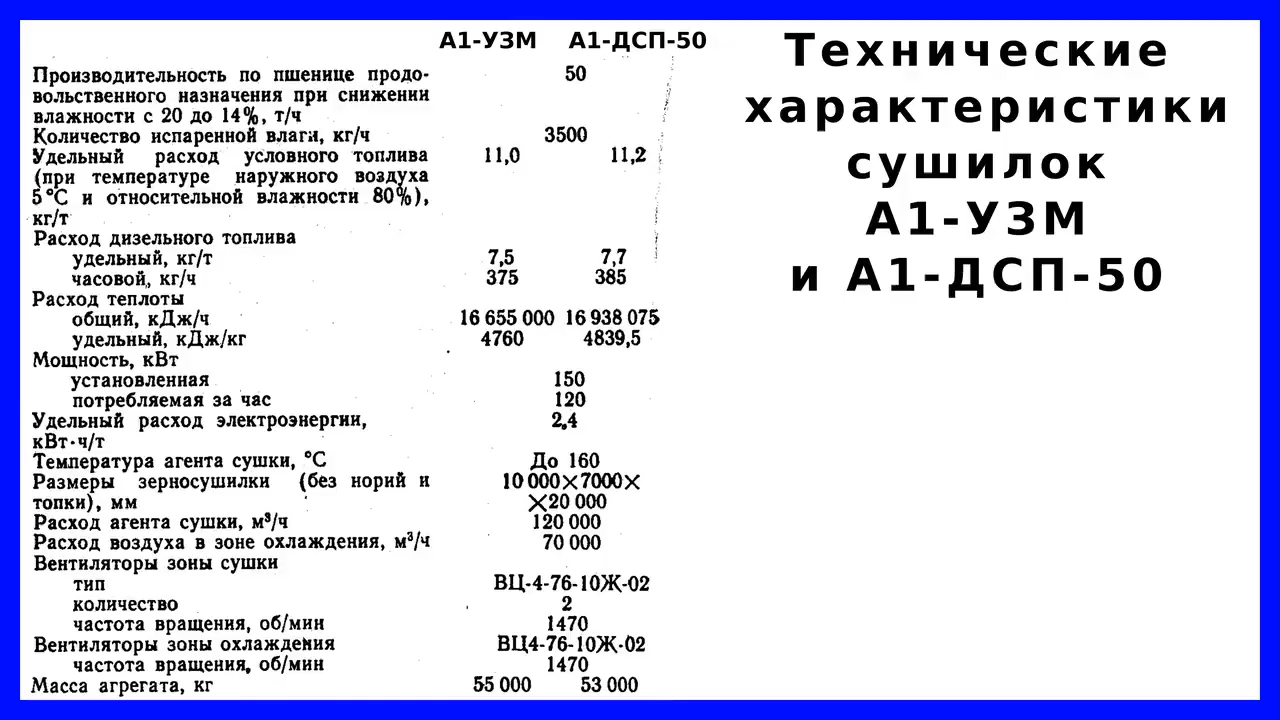 А1-УЗМ А1-ДСП-50
Производительность по пшенице продо- 50
вольственного назначения при снижении
влажности с 20 до 14%, т/ч
Количество испаренной влаги, кг/ч 3500
Удельный расход условного топлива 11,0 11,2
(при температуре наружного воздуха
5 °С и относительной влажности 80%),
кг/т
Расход дизельного топлива
удельный, кг/т 7,5 7,7
часовой, кг/ч 375 385
Расход теплоты
общий, кДж/ч 16 655 000 16 938 075
удельный, кДж/кг 4760 4839,5
Мощность, кВт
установленная 150
потребляемая за час 120
Удельный расход электроэнергии, 2,4
кВт·ч/т
Температура агента сушки, °С До 160
Размеры зерносушилки (без норий и 10 000×7000×
топки), мм ×20 000
Расход агента сушки, м³/ч 120 000
Расход воздуха в зоне охлаждения, м³/ч 70 000
Вентиляторы зоны сушки
тип ВЦ-4-76-10Ж-02
количество 2
частота вращения, об/мин 1470
Вентиляторы зоны охлаждения ВЦ4-76-10Ж-02
частота вращения, об/мин 1470
Масса агрегата, кг 55 000 53 000
Технические
характеристики
сушилок
А1-УЗМ
и А1-ДСП-50